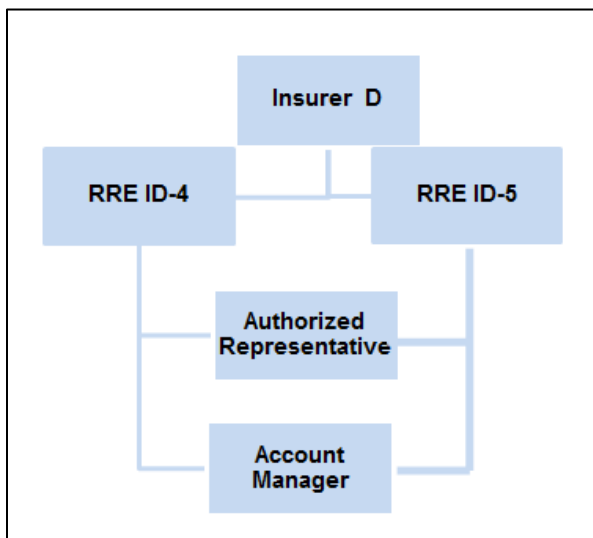 Insurer D
RRE ID-4
RRE ID-5
Authorized
Representative
Account
Manager